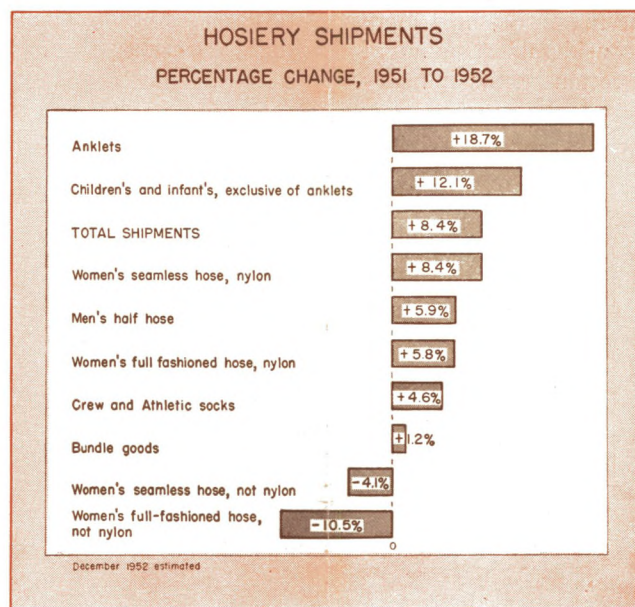 HOSIERY SHIPMENTS
PERCENTAGE CHANGE, 1951 TO 1952
Anklets +18.7%
Children's and infant's, exclusive of anklets + 12.1%
TOTAL SHIPMENTS + 8.4%
Women's seamless hose, nylon + 8.4%
Men's half hose +5.9%
Women's full fashioned hose, nylon +5.8%
Crew and Athletic socks +4.6%
Bundle goods +1.2%
Women's seamless hose, not nylon -4.1%
Women's full-fashioned hose,
not nylon -10.5%
0
December 1952 estimated